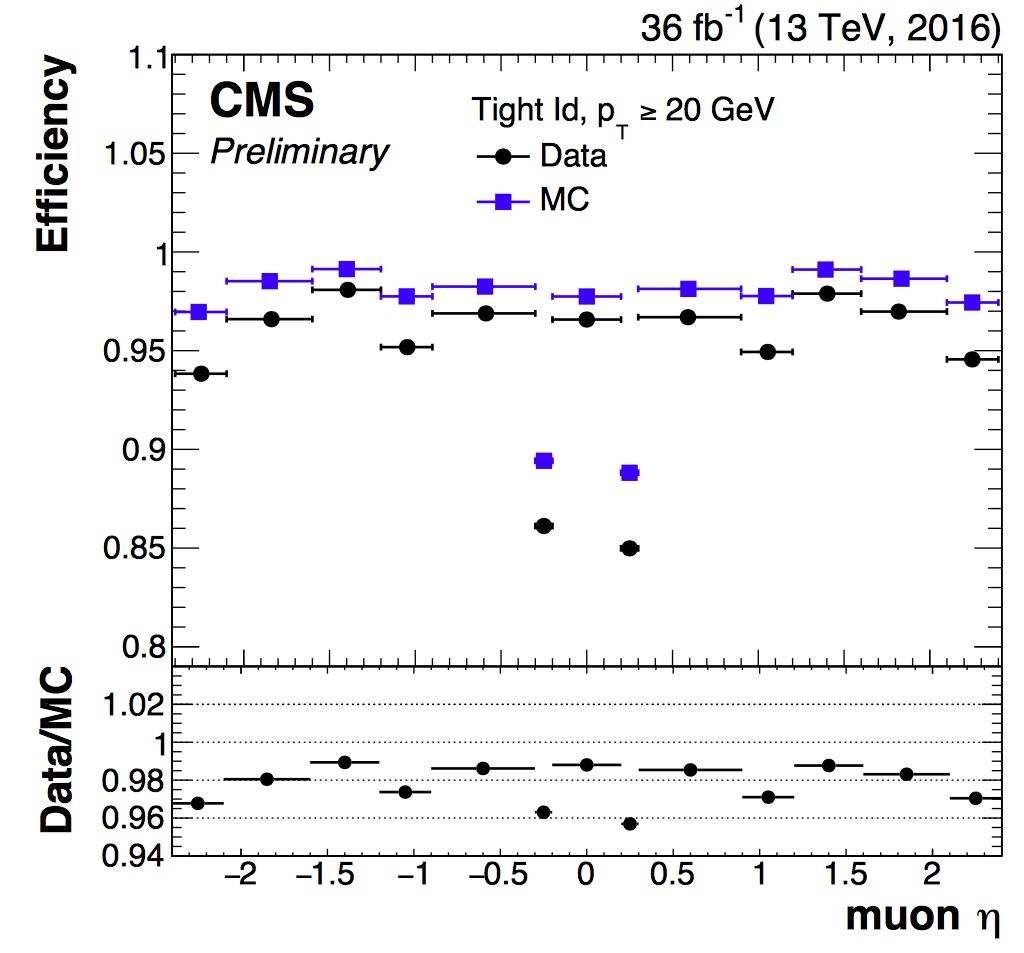 36 fb-1 (13 TeV, 2016)
Efficiency
1.1
1.05
1
0.95
0.9
0.85
0.8
CMS
Preliminary
Tight Id, pT ≥ 20 GeV
Data
MC
Data/MC
1.02
1
0.98
0.96
0.94
−2 −1.5 −1 −0.5 0 0.5 1 1.5 2
muon η